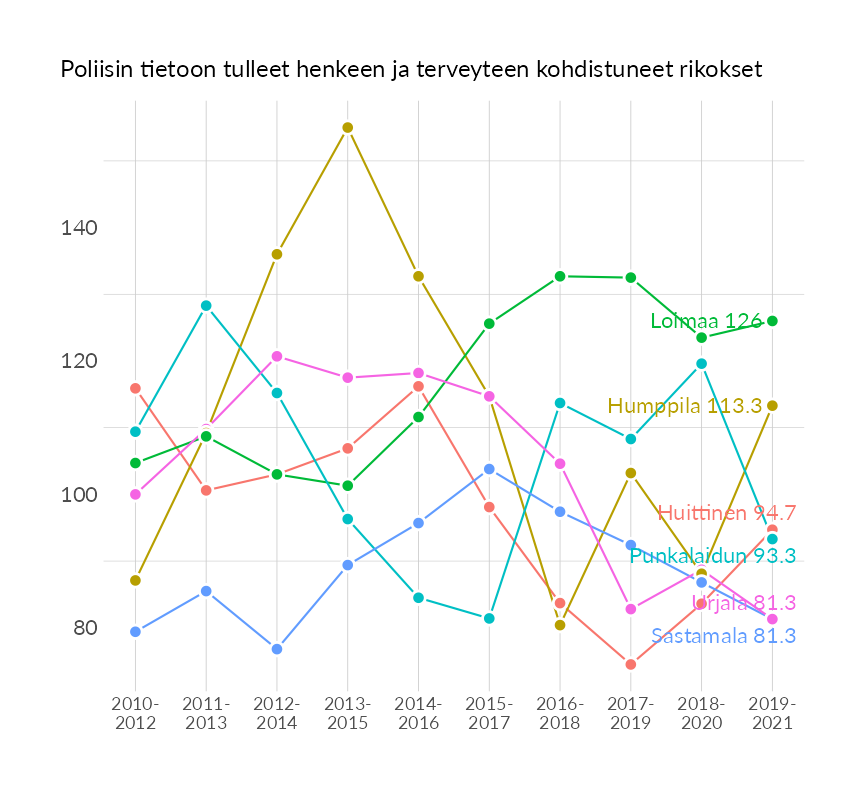 Poliisin tietoon tulleet henkeen ja terveyteen kohdistuneet rikokset
140
120
100
80
Loimaa 126
Humppila 113.3
Huittinen 94.7
Punkalaidun 93.3
Urjala 81.3
Sastamala 81.3
2010- 2011- 2012- 2013- 2014- 2015- 2016- 2017- 2018- 2019-
2012 2013 2014 2015 2016 2017 2018 2019 2020 2021